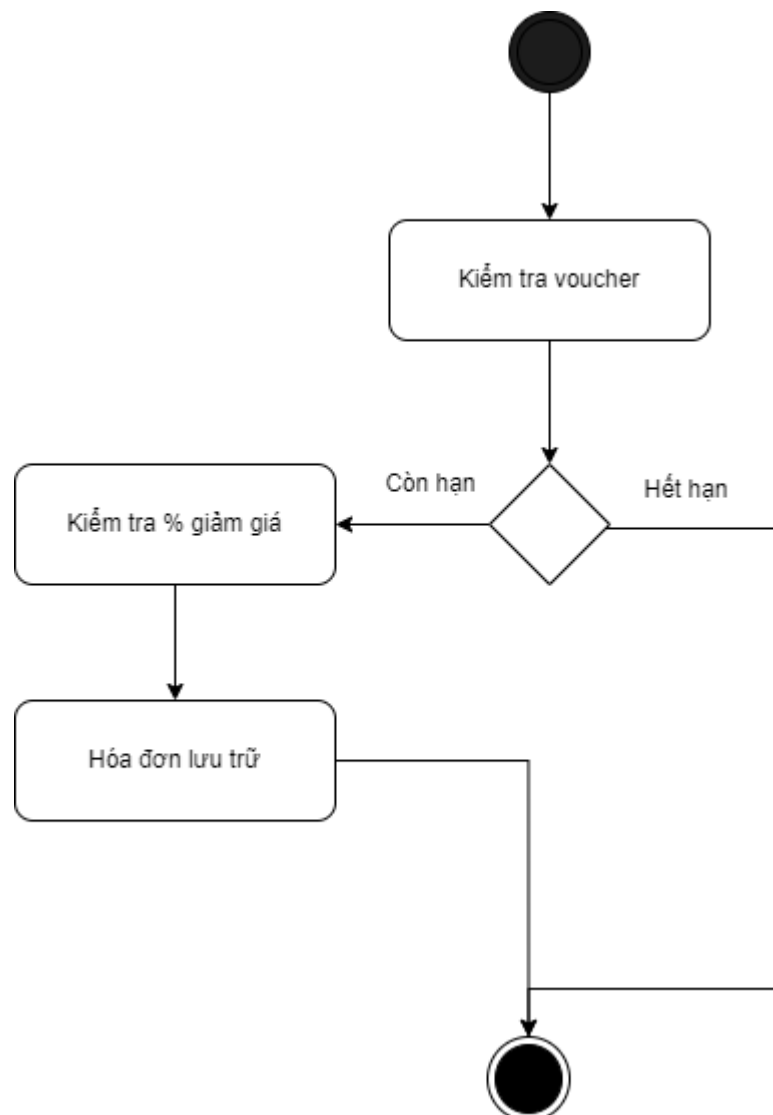 Kiểm tra voucher
Còn hạn
Hết hạn
Kiểm tra % giảm giá
Hóa đơn lưu trữ